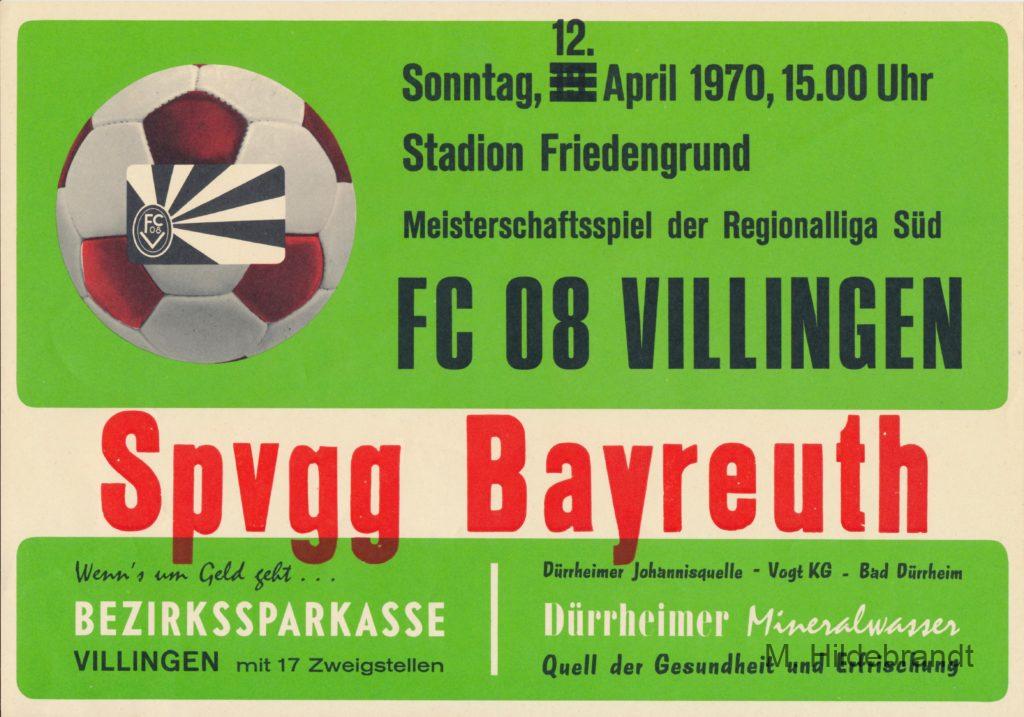 12.
Sonntag, 19. April 1970, 15.00 Uhr
Stadion Friedengrund
Meisterschaftsspiel der Regionalliga Süd
FC 08 VILLINGEN
FC
08
V
Spvgg Bayreuth
Wenn's um Geld geht . . .
BEZIRKSSPARKASSE
VILLINGEN mit 17 Zweigstellen
Dürrheimer Johannisquelle - Vogt KG - Bad Dürrheim
Dürrheimer Mineralwasser
Quell der Gesundheit und Erfrischung
M. Hildebrandt